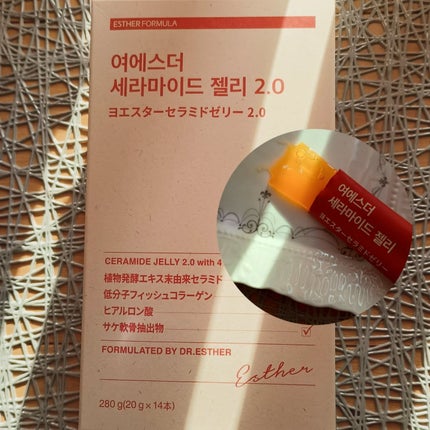 ESTHER FORMULA
여에스더
세라마이드 젤리 2.0
ヨエスターセラミドゼリー 2.0
CERAMIDE JELLY 2.0 with 4
植物発酵エキス末由来セラミド
低分子フィッシュコラーゲン
ヒアルロン酸
サケ軟骨抽出物
FORMULATED BY DR.ESTHER
Esther
280 g(20 g × 14本)
여에스더
세라마이드 젤리
ヨエスターセラミドゼリー